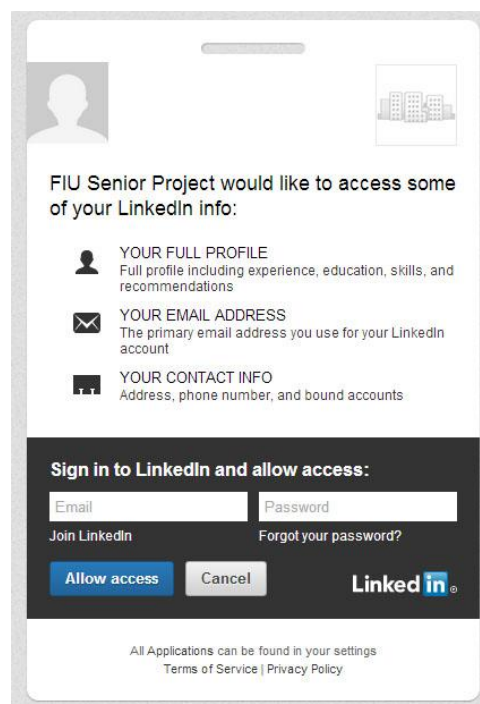 FIU Senior Project would like to access some
of your LinkedIn info:
YOUR FULL PROFILE
Full profile including experience, education, skills, and
recommendations
YOUR EMAIL ADDRESS
The primary email address you use for your LinkedIn
account
YOUR CONTACT INFO
Address, phone number, and bound accounts
Sign in to LinkedIn and allow access:
Email Password
Join LinkedIn Forgot your password?
Allow access Cancel Linked in ®
All Applications can be found in your settings
Terms of Service | Privacy Policy